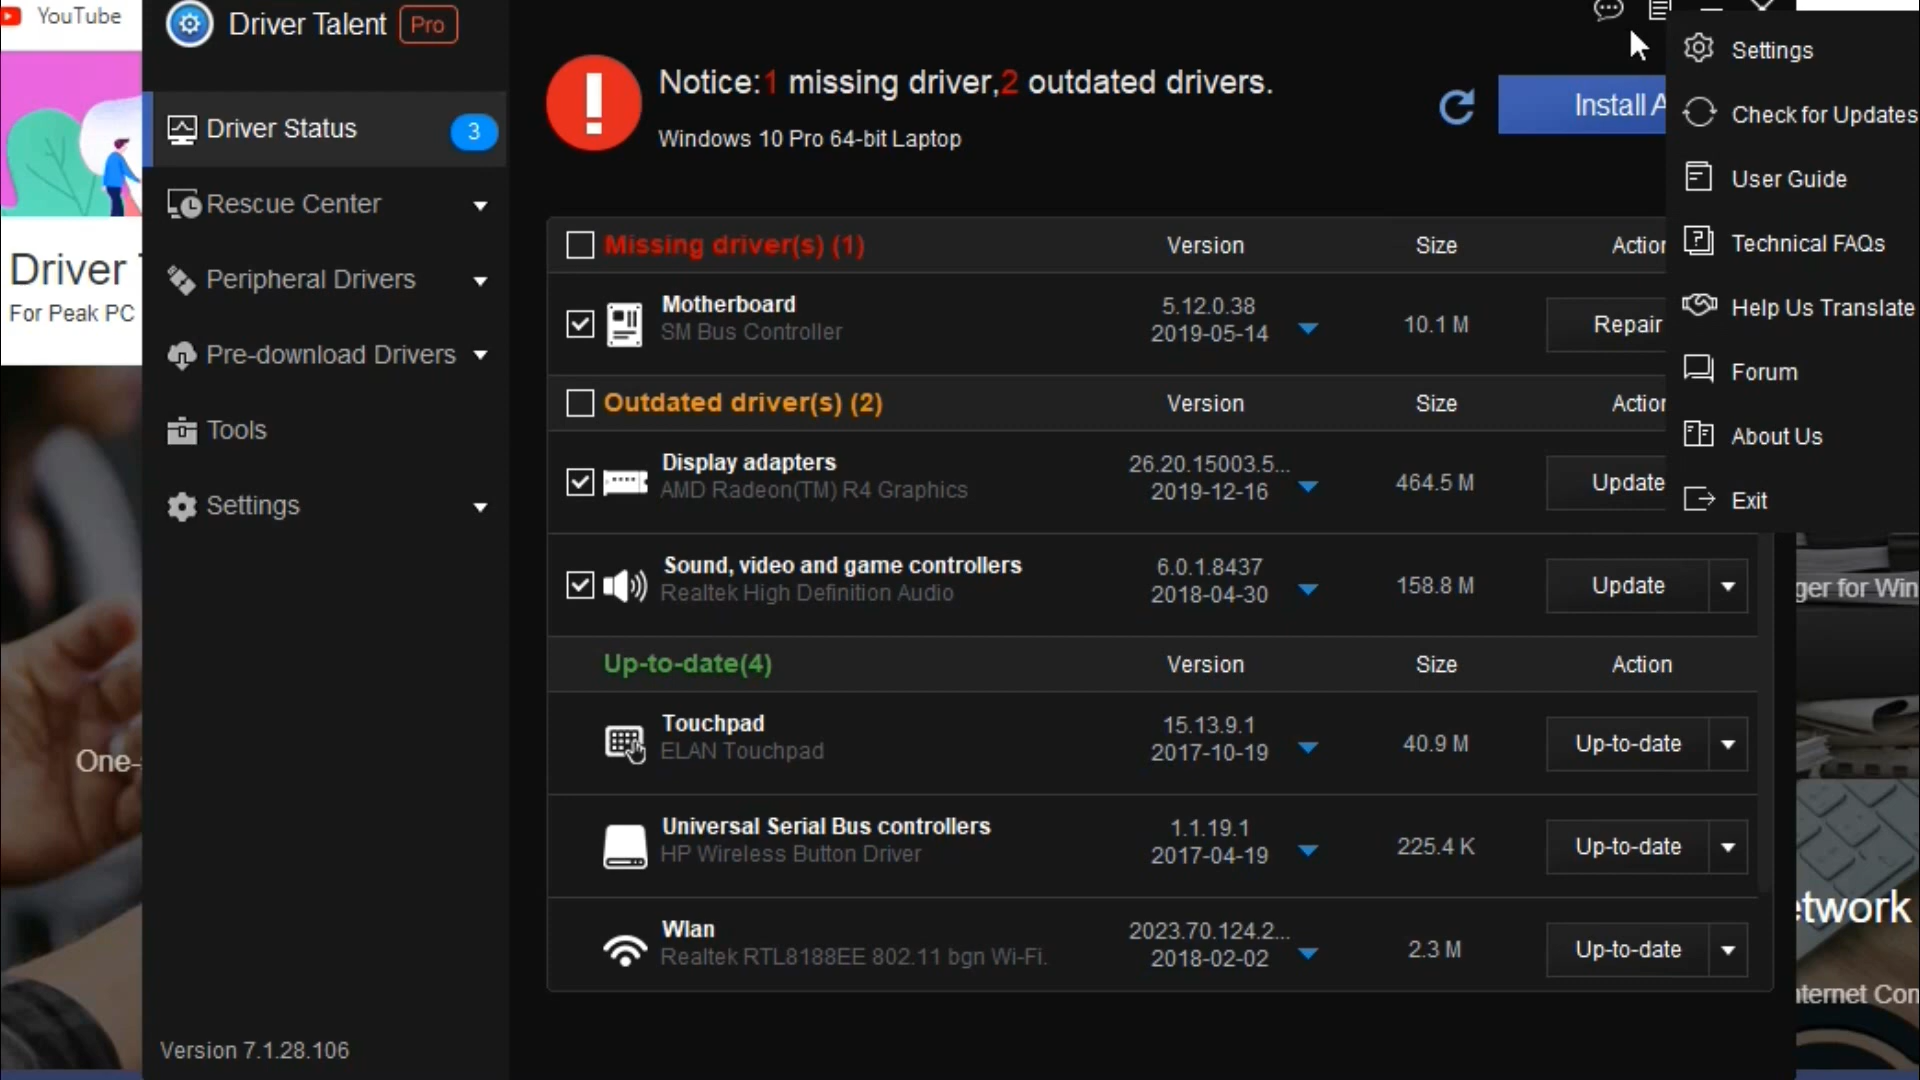 YouTube
Driver Talent Pro
Driver
For Peak PC
One-
Driver Status 3
Rescue Center
Peripheral Drivers
Pre-download Drivers
Tools
Settings
Version 7.1.28.106
Notice:1 missing driver,2 outdated drivers.
Windows 10 Pro 64-bit Laptop
Install A
Missing driver(s) (1) Version Size Action
Motherboard
SM Bus Controller
5.12.0.38
2019-05-14
10.1 M
Repair
Outdated driver(s) (2) Version Size Action
Display adapters
AMD Radeon(TM) R4 Graphics
26.20.15003.5...
2019-12-16
464.5 M
Update
Sound, video and game controllers
Realtek High Definition Audio
6.0.1.8437
2018-04-30
158.8 M
Update
Up-to-date(4) Version Size Action
Touchpad
ELAN Touchpad
15.13.9.1
2017-10-19
40.9 M
Up-to-date
Universal Serial Bus controllers
HP Wireless Button Driver
1.1.19.1
2017-04-19
225.4 K
Up-to-date
Wlan
Realtek RTL8188EE 802.11 bgn Wi-Fi.
2023.70.124.2...
2018-02-02
2.3 M
Up-to-date
Settings
Check for Updates
User Guide
Technical FAQs
Help Us Translate
Forum
About Us
Exit
ger for Win
etwork
nternet Con